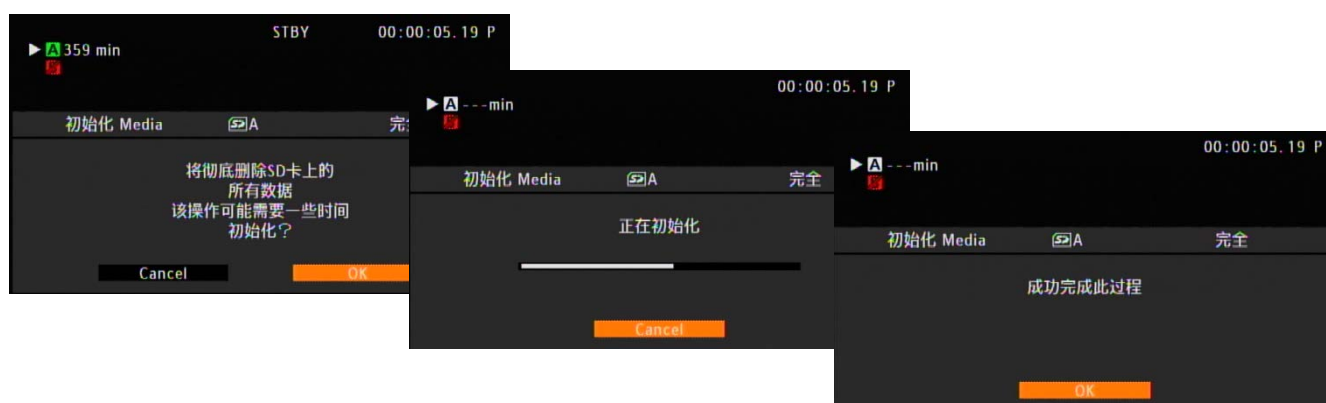 STBY 00:00:05.19 P
A 359 min
初始化 Media A 完
将彻底删除SD卡上的
所有数据
该操作可能需要一些时间
初始化？
Cancel OK
00:00:05.19 P
A ---min
初始化 Media A 完全
正在初始化
Cancel
00:00:05.19 P
A ---min
初始化 Media A 完全
成功完成此过程
OK